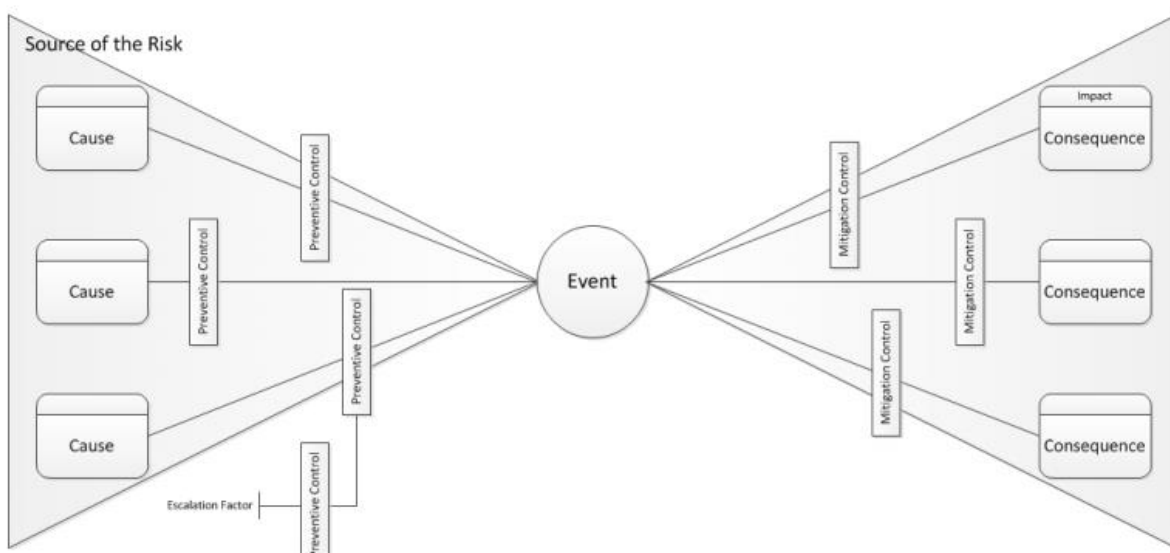 Source of the Risk
Cause
Cause
Cause
Preventive Control
Preventive Control
Preventive Control
Preventive Control
Escalation Factor
Event
Mitigation Control
Mitigation Control
Mitigation Control
Impact
Consequence
Consequence
Consequence